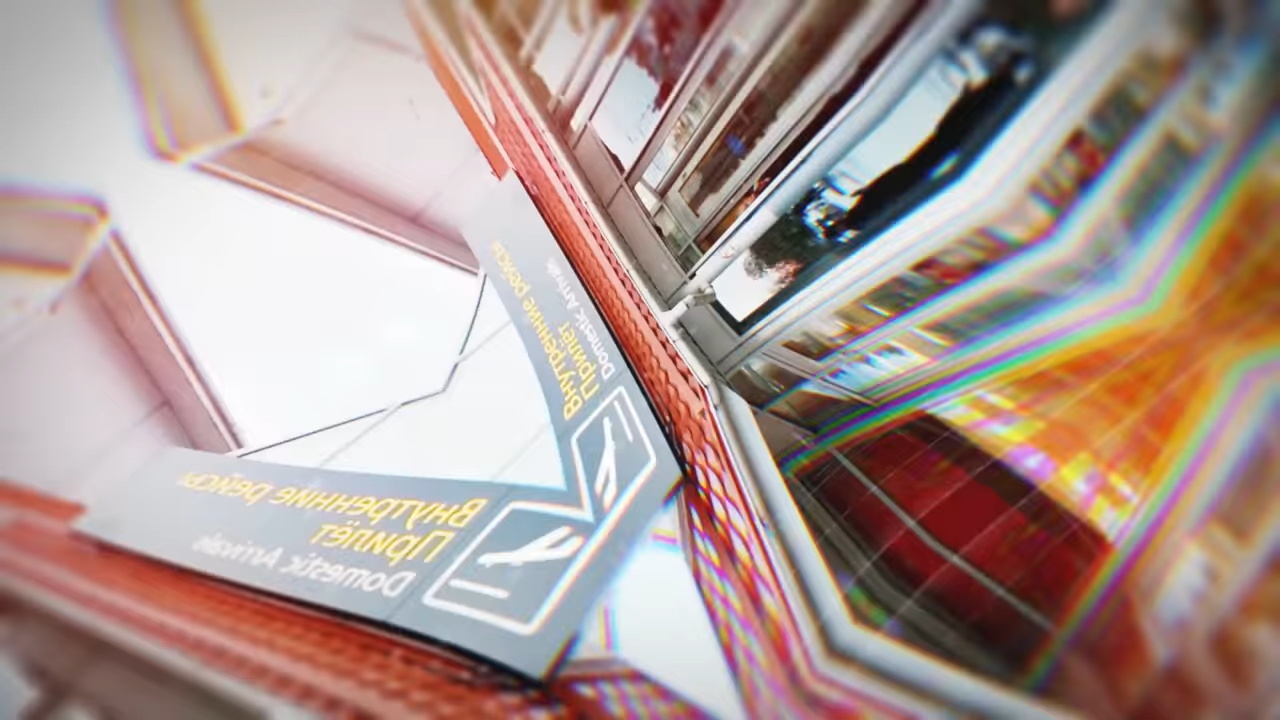 Внутренние рейсы
Прилёт
Domestic Arrivals
Внутренние рейсы
Прилёт
Domestic Arrivals